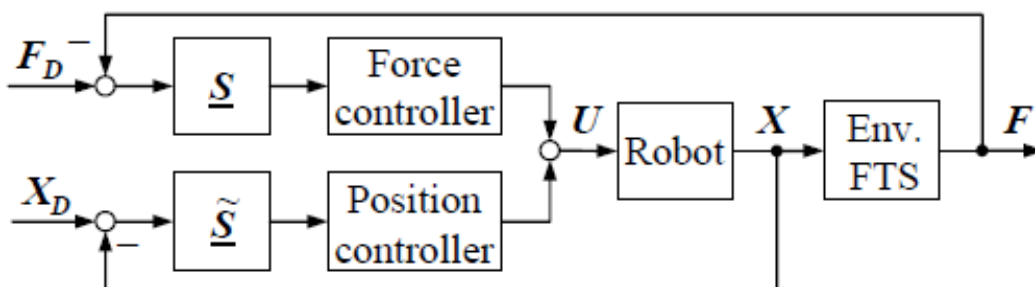 F_D −
S
Force
controller
U
Robot
X
Env.
FTS
F
X_D
−
S̃
Position
controller